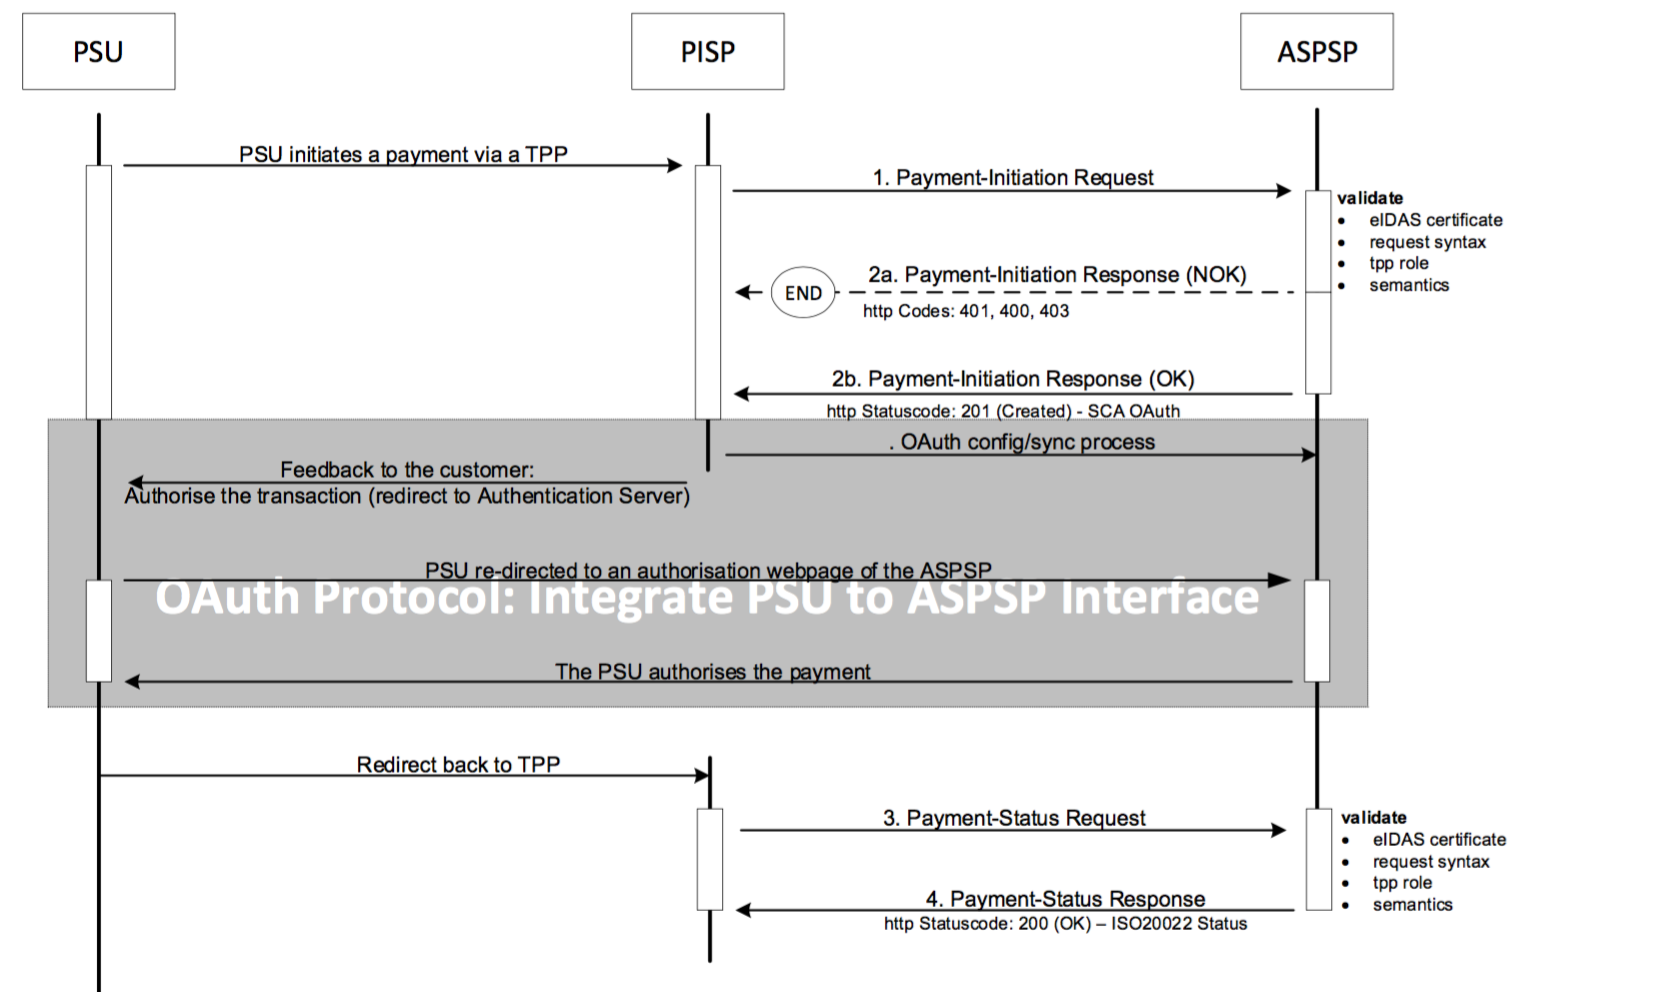 PSU
PISP
ASPSP
PSU initiates a payment via a TPP
1. Payment-Initiation Request
validate
• eIDAS certificate
• request syntax
• tpp role
• semantics
2a. Payment-Initiation Response (NOK)
END
http Codes: 401, 400, 403
2b. Payment-Initiation Response (OK)
http Statuscode: 201 (Created) - SCA OAuth
. OAuth config/sync process
Feedback to the customer:
Authorise the transaction (redirect to Authentication Server)
PSU re-directed to an authorisation webpage of the ASPSP
OAuth Protocol: Integrate PSU to ASPSP Interface
The PSU authorises the payment
Redirect back to TPP
3. Payment-Status Request
validate
• eIDAS certificate
• request syntax
• tpp role
• semantics
4. Payment-Status Response
http Statuscode: 200 (OK) – ISO20022 Status